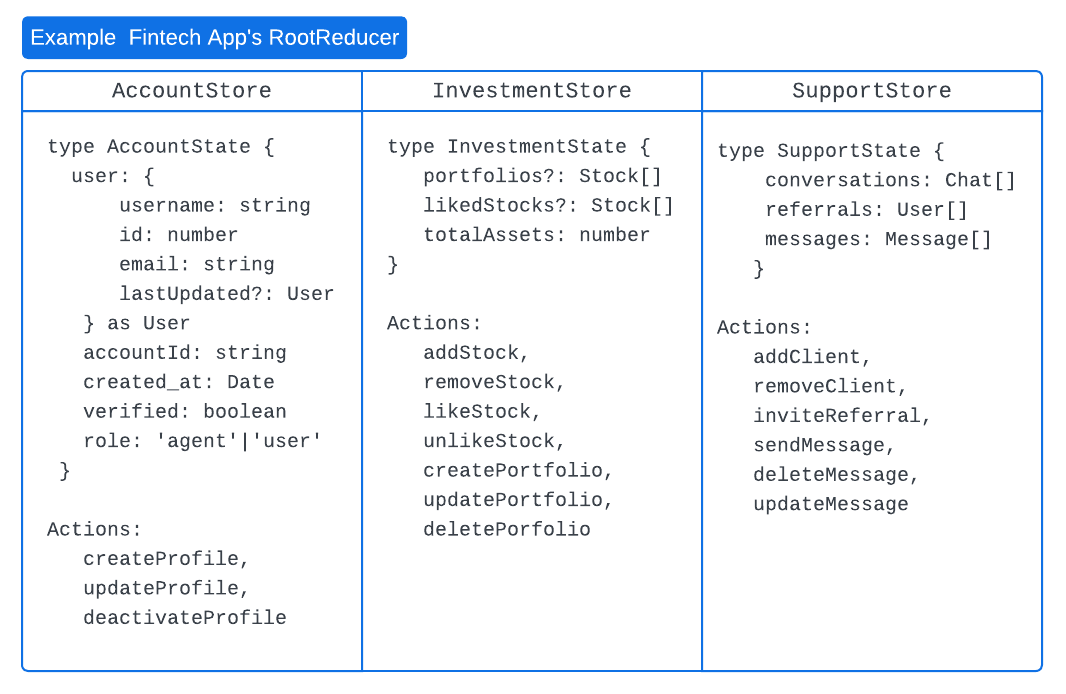 Example  Fintech App's RootReducer
AccountStore
type AccountState {
user: {
username: string
id: number
email: string
lastUpdated?: User
} as User
accountId: string
created_at: Date
verified: boolean
role: 'agent'|'user'
}
Actions:
createProfile,
updateProfile,
deactivateProfile
InvestmentStore
type InvestmentState {
portfolios?: Stock[]
likedStocks?: Stock[]
totalAssets: number
}
Actions:
addStock,
removeStock,
likeStock,
unlikeStock,
createPortfolio,
updatePortfolio,
deletePorfolio
SupportStore
type SupportState {
conversations: Chat[]
referrals: User[]
messages: Message[]
}
Actions:
addClient,
removeClient,
inviteReferral,
sendMessage,
deleteMessage,
updateMessage